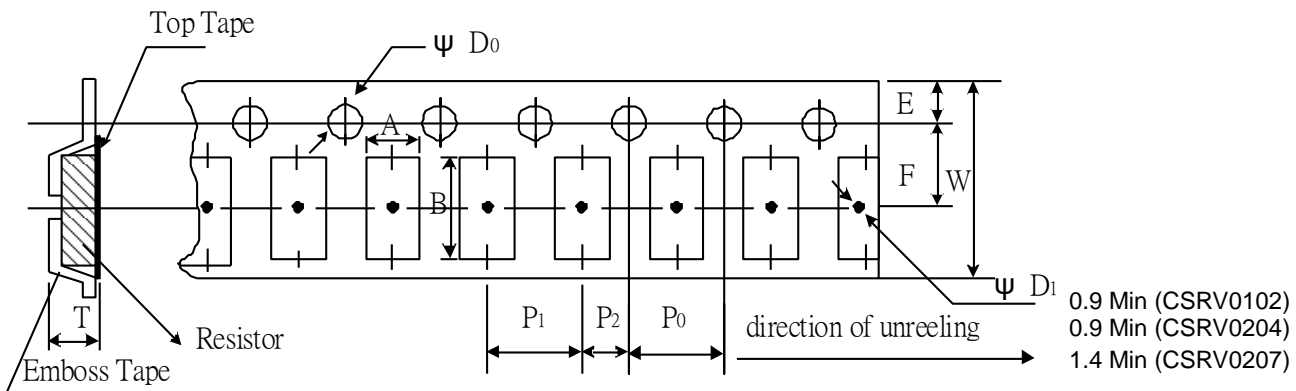 Top Tape
Ψ D0
E
A
F
W
B
Ψ D1
0.9 Min (CSRV0102)
0.9 Min (CSRV0204)
1.4 Min (CSRV0207)
T
P1
P2
P0
direction of unreeling
Resistor
Emboss Tape